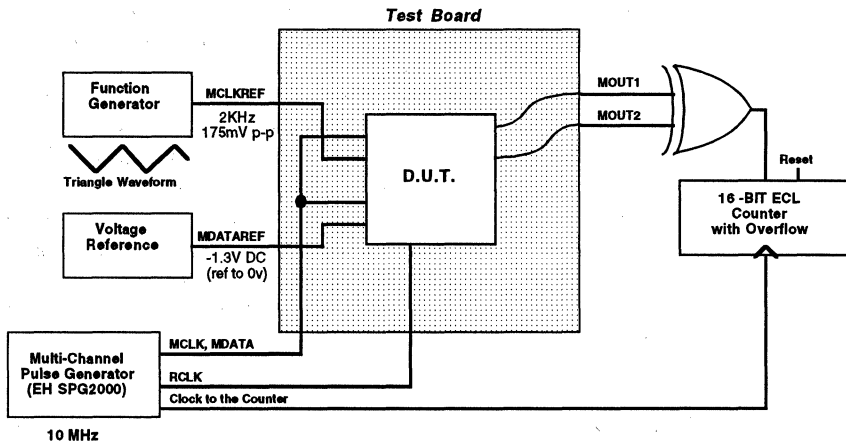 Test Board
Function
Generator
MCLKREF
2KHz
175mV p-p
Triangle Waveform
Voltage
Reference
MDATAREF
-1.3V DC
(ref to 0v)
D.U.T.
MOUT1
MOUT2
Reset
16 -BIT ECL
Counter
with Overflow
Multi-Channel
Pulse Generator
(EH SPG2000)
MCLK, MDATA
RCLK
Clock to the Counter
10 MHz